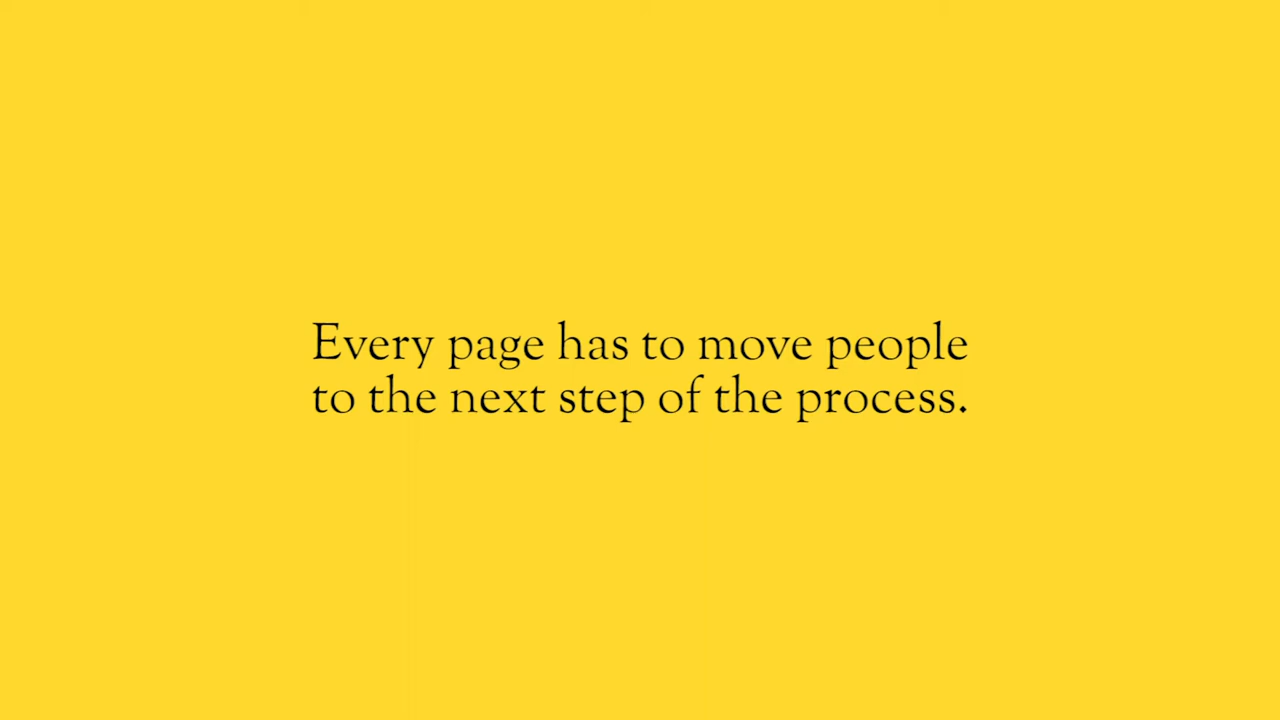 Every page has to move people
to the next step of the process.